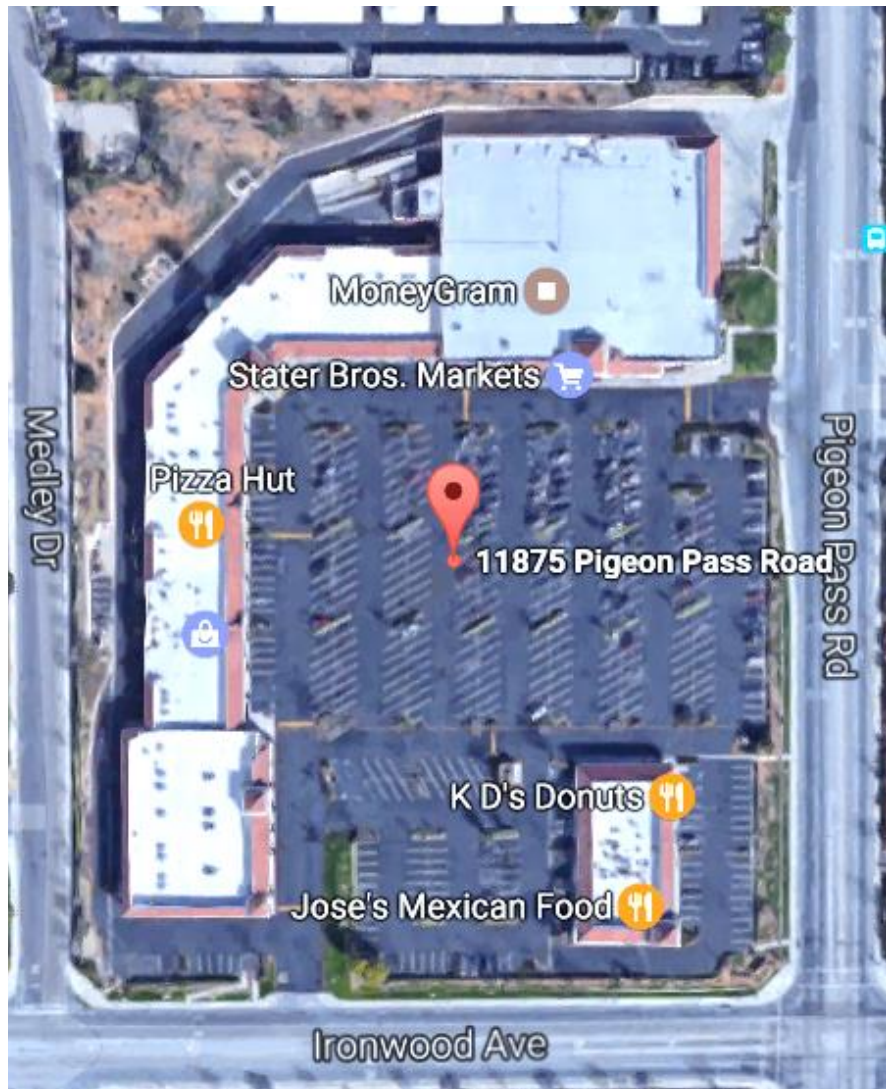 MoneyGram
Stater Bros. Markets
Medley Dr
Pigeon Pass Rd
Pizza Hut
11875 Pigeon Pass Road
K D's Donuts
Jose's Mexican Food
Ironwood Ave